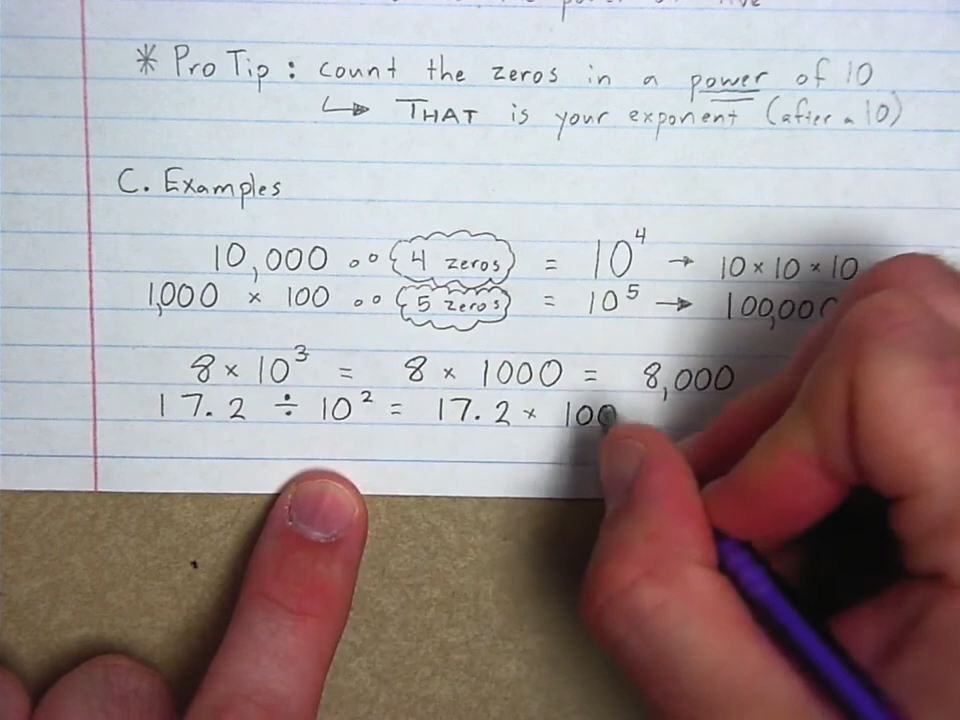 * Pro Tip : count the zeros in a power of 10
↳ THAT is your exponent (after a 10)
C. Examples
10,000 4 zeros = 10⁴ → 10 × 10 × 10
1,000 × 100 5 zeros = 10⁵ → 100,000
8 × 10³ = 8 × 1000 = 8,000
17.2 ÷ 10² = 17.2 × 100